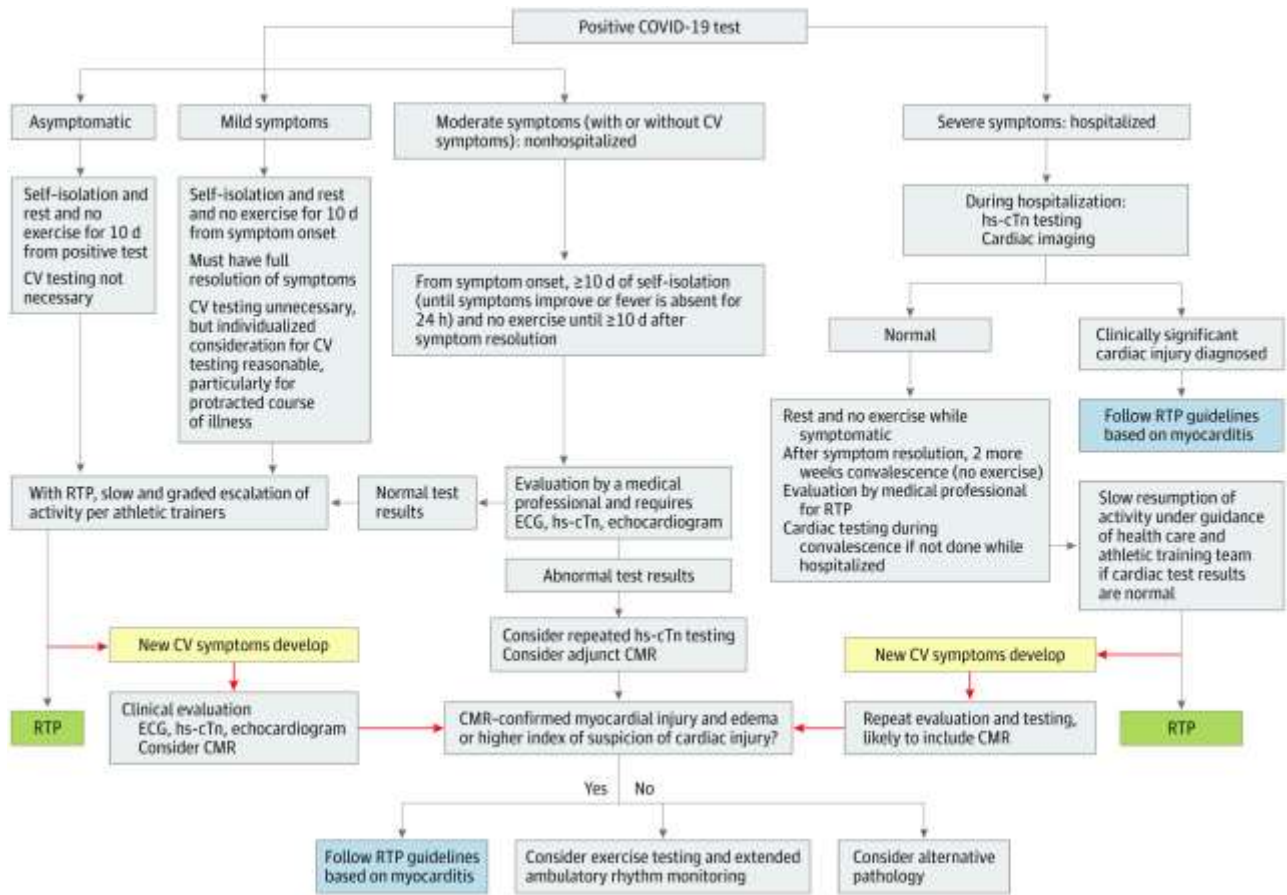 Positive COVID-19 test
Asymptomatic
Mild symptoms
Moderate symptoms (with or without CV
symptoms): nonhospitalized
Severe symptoms: hospitalized
Self-isolation and
rest and no
exercise for 10 d
from positive test
CV testing not
necessary
Self-isolation and rest
and no exercise for 10 d
from symptom onset
Must have full
resolution of symptoms
CV testing unnecessary,
but individualized
consideration for CV
testing reasonable,
particularly for
protracted course
of illness
From symptom onset, ≥10 d of self-isolation
(until symptoms improve or fever is absent for
24 h) and no exercise until ≥10 d after
symptom resolution
During hospitalization:
hs-cTn testing
Cardiac imaging
Normal
Clinically significant
cardiac injury diagnosed
Rest and no exercise while
symptomatic
After symptom resolution, 2 more
weeks convalescence (no exercise)
Evaluation by medical professional
for RTP
Cardiac testing during
convalescence if not done while
hospitalized
Follow RTP guidelines
based on myocarditis
With RTP, slow and graded escalation of
activity per athletic trainers
Normal test
results
Evaluation by a medical
professional and requires
ECG, hs-cTn, echocardiogram
Slow resumption of
activity under guidance
of health care and
athletic training team
if cardiac test results
are normal
Abnormal test results
Consider repeated hs-cTn testing
Consider adjunct CMR
New CV symptoms develop
New CV symptoms develop
RTP
Clinical evaluation
ECG, hs-cTn, echocardiogram
Consider CMR
CMR-confirmed myocardial injury and edema
or higher index of suspicion of cardiac injury?
Repeat evaluation and testing,
likely to include CMR
RTP
Yes No
Follow RTP guidelines
based on myocarditis
Consider exercise testing and extended
ambulatory rhythm monitoring
Consider alternative
pathology